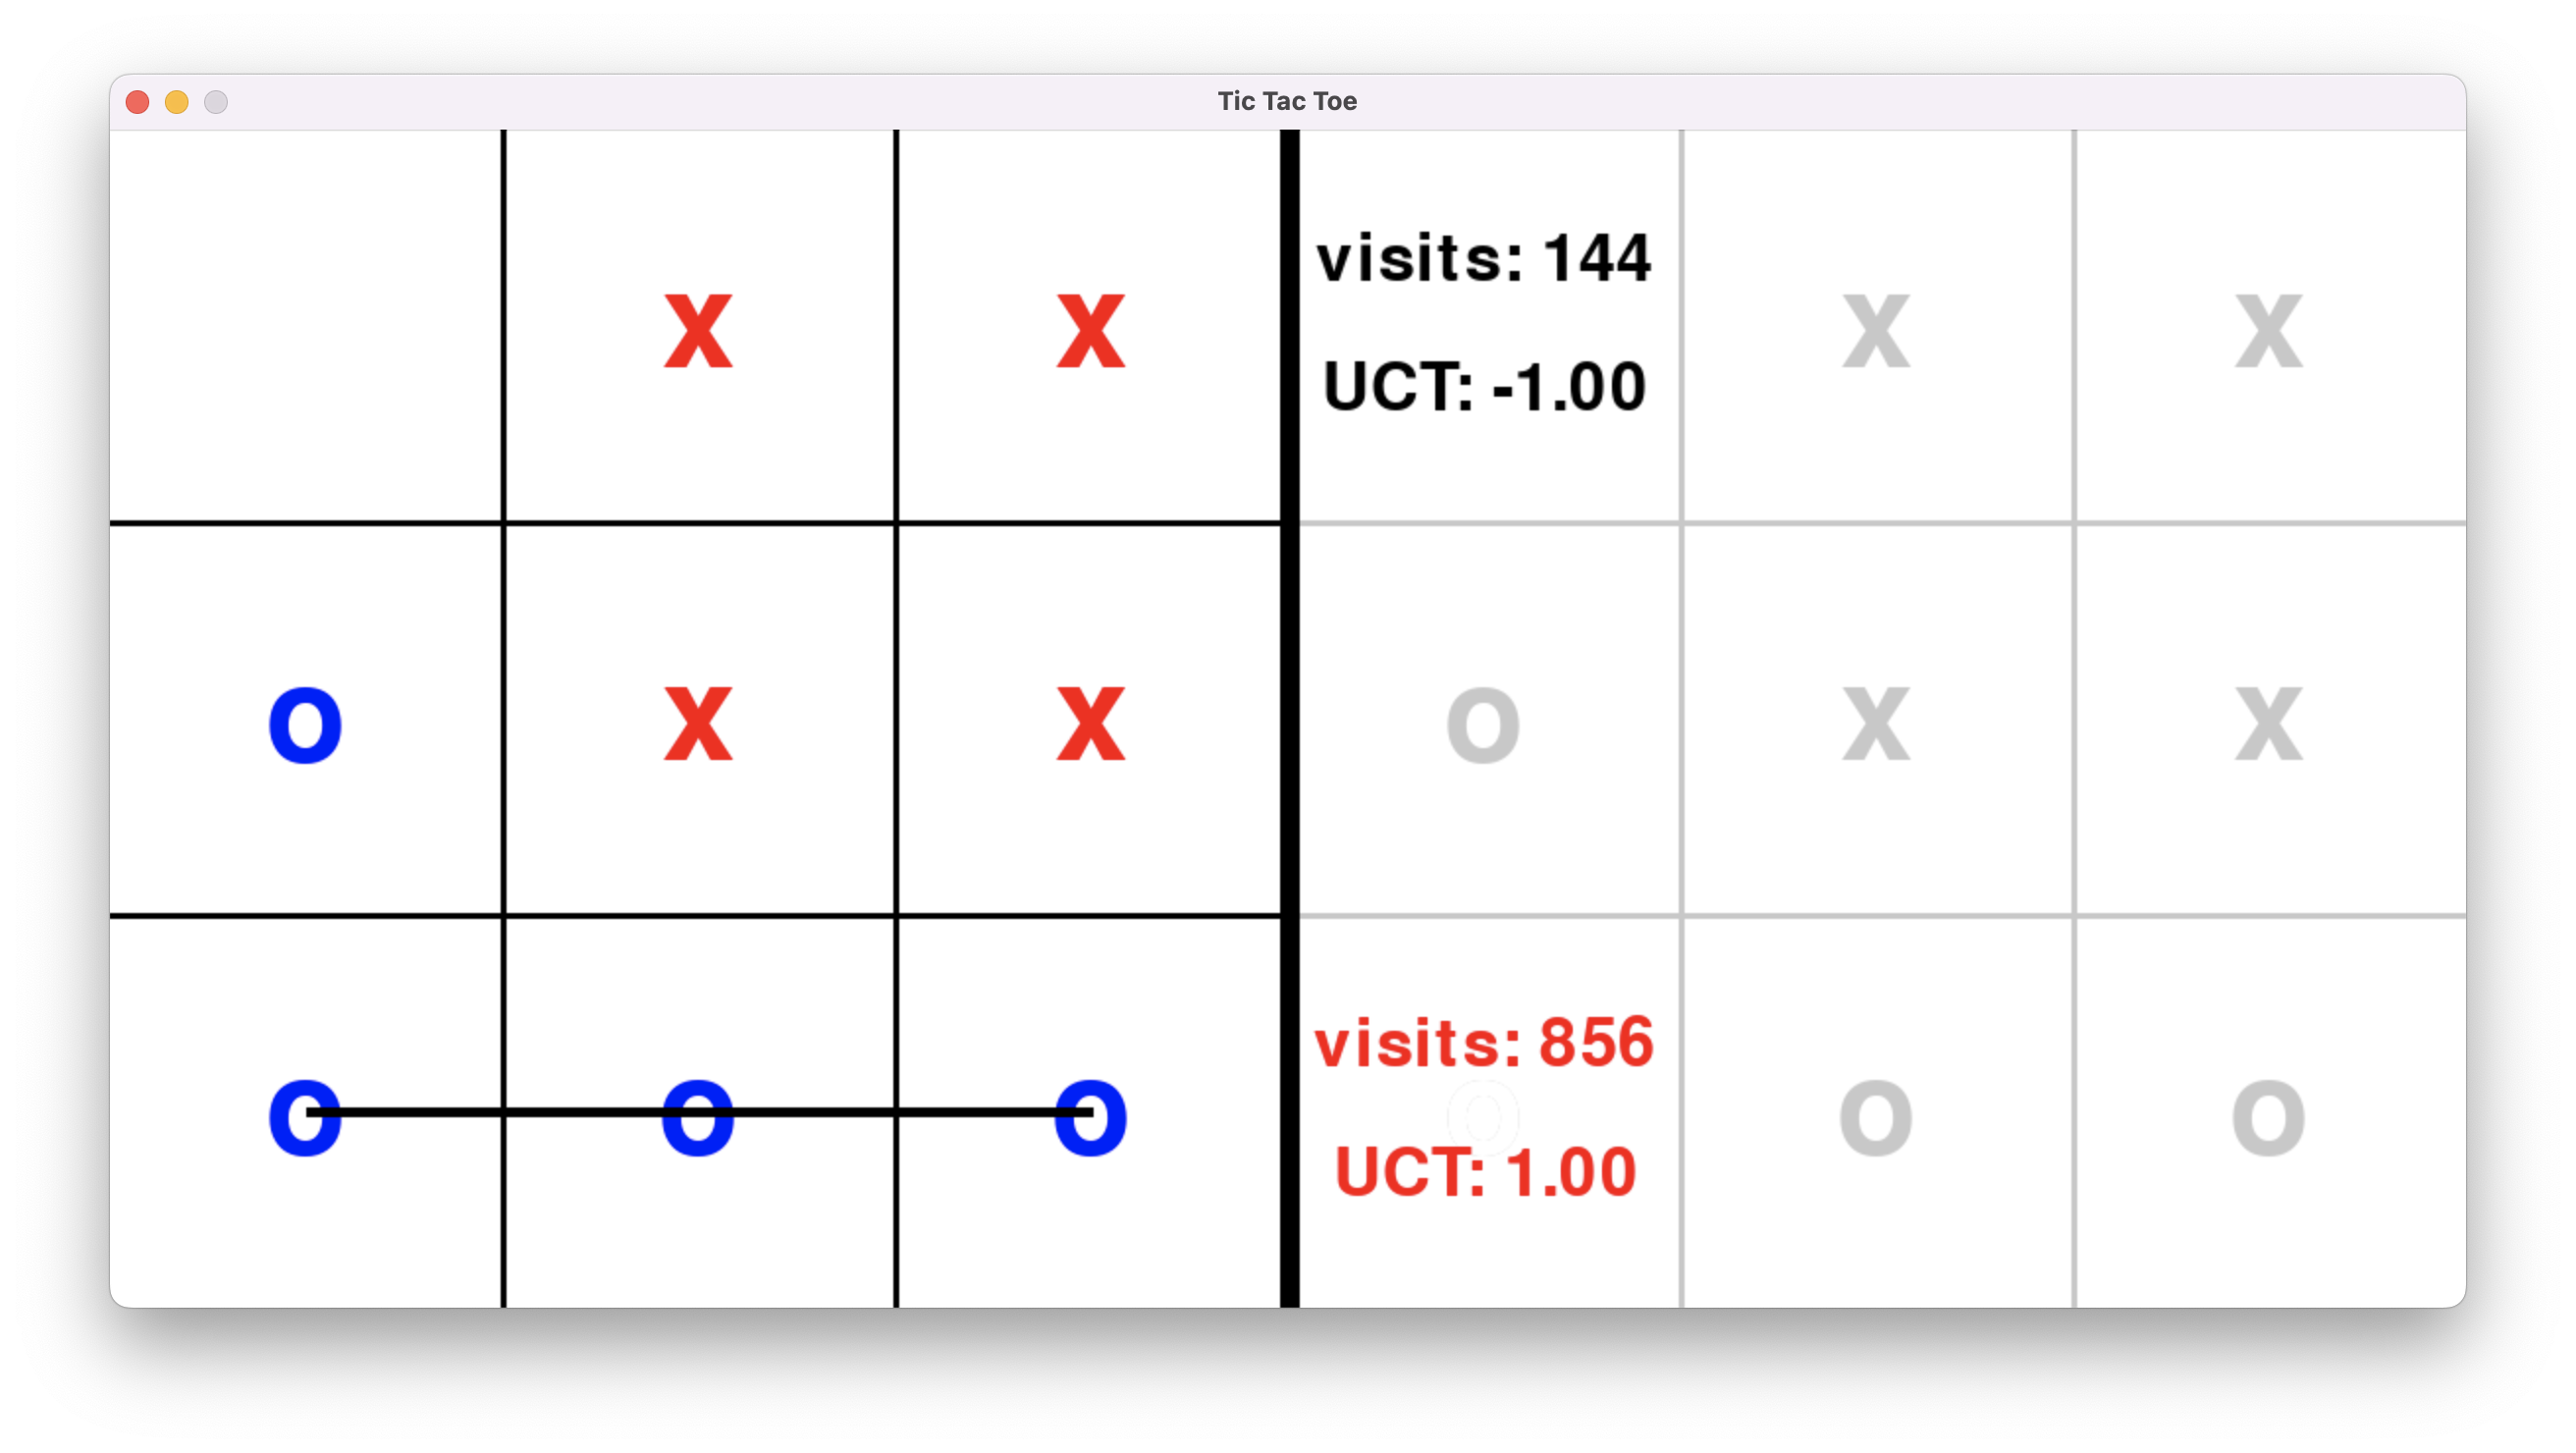 Tic Tac Toe
X X
visits: 144
UCT: -1.00
X X
O X X
O X X
O O O
visits: 856
UCT: 1.00
O O O